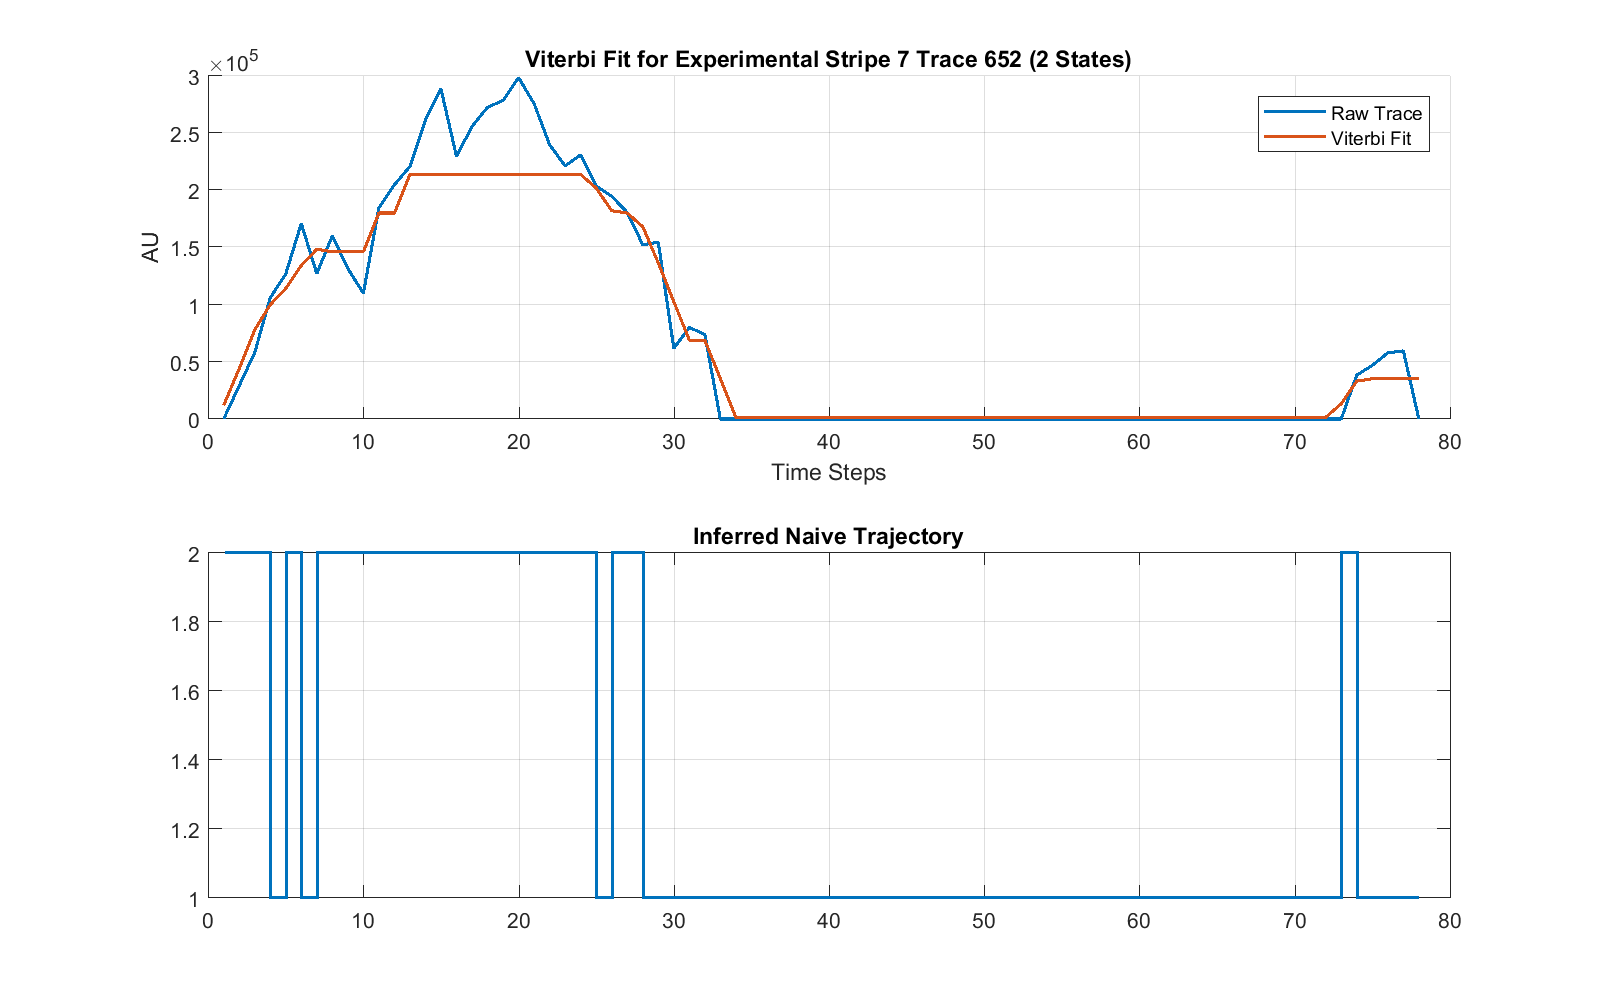 Viterbi Fit for Experimental Stripe 7 Trace 652 (2 States)
×10^5
3
2.5
2
1.5
1
0.5
0
AU
Raw Trace
Viterbi Fit
0 10 20 30 40 50 60 70 80
Time Steps
Inferred Naive Trajectory
2
1.8
1.6
1.4
1.2
1
0 10 20 30 40 50 60 70 80